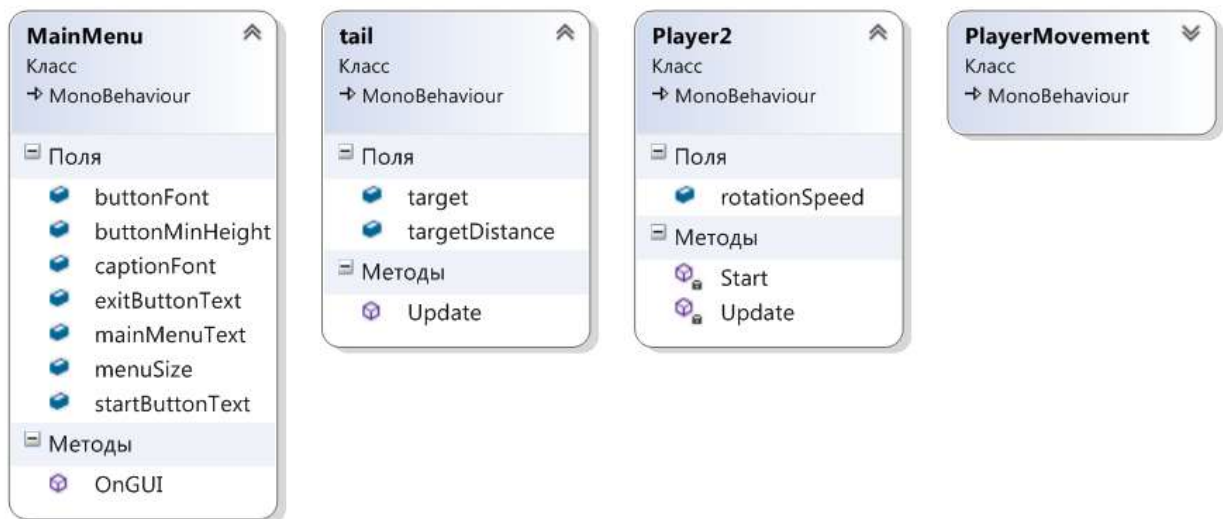 MainMenu
Класс
MonoBehaviour
Поля
buttonFont
buttonMinHeight
captionFont
exitButtonText
mainMenuText
menuSize
startButtonText
Методы
OnGUI
tail
Класс
MonoBehaviour
Поля
target
targetDistance
Методы
Update
Player2
Класс
MonoBehaviour
Поля
rotationSpeed
Методы
Start
Update
PlayerMovement
Класс
MonoBehaviour